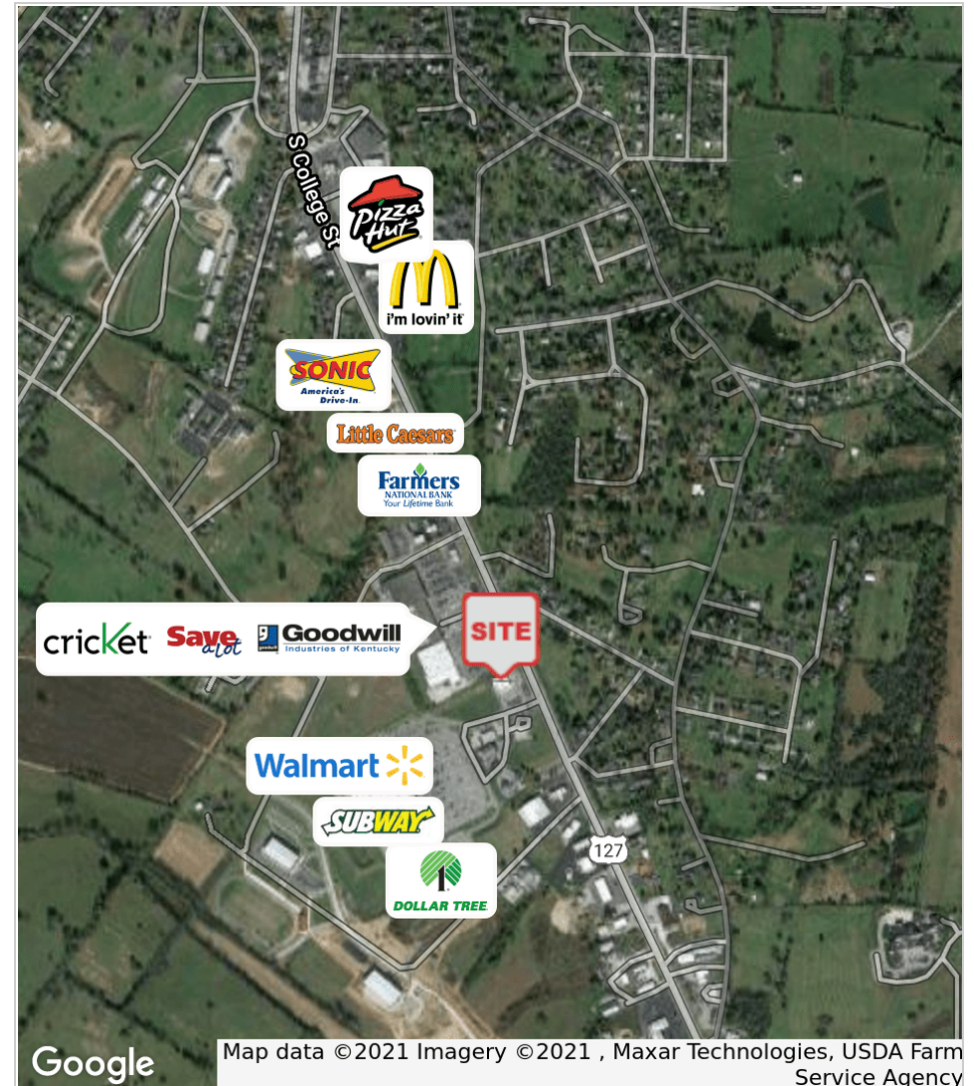 S College St
Pizza
Hut
i'm lovin' it
SONIC
America's
Drive-In.
Little Caesars
Farmers
NATIONAL BANK
Your Lifetime Bank
cricket Save a lot goodwill Goodwill
Industries of Kentucky
SITE
Walmart
SUBWAY
127
1
DOLLAR TREE
Google
Map data ©2021 Imagery ©2021 , Maxar Technologies, USDA Farm
Service Agency